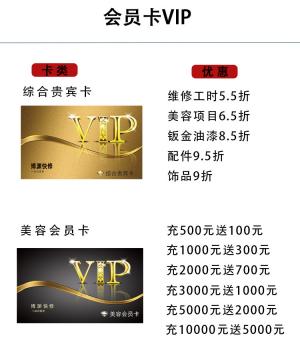 会员卡VIP
卡类
优惠
综合贵宾卡
维修工时5.5折
美容项目6.5折
钣金油漆8.5折
配件9.5折
饰品9折
VIP
博源快修
综合贵宾卡
美容会员卡
充500元送100元
充1000元送300元
充2000元送700元
充3000元送1000元
充5000元送2000元
充10000元送5000元
VIP
博源快修
美容会员卡